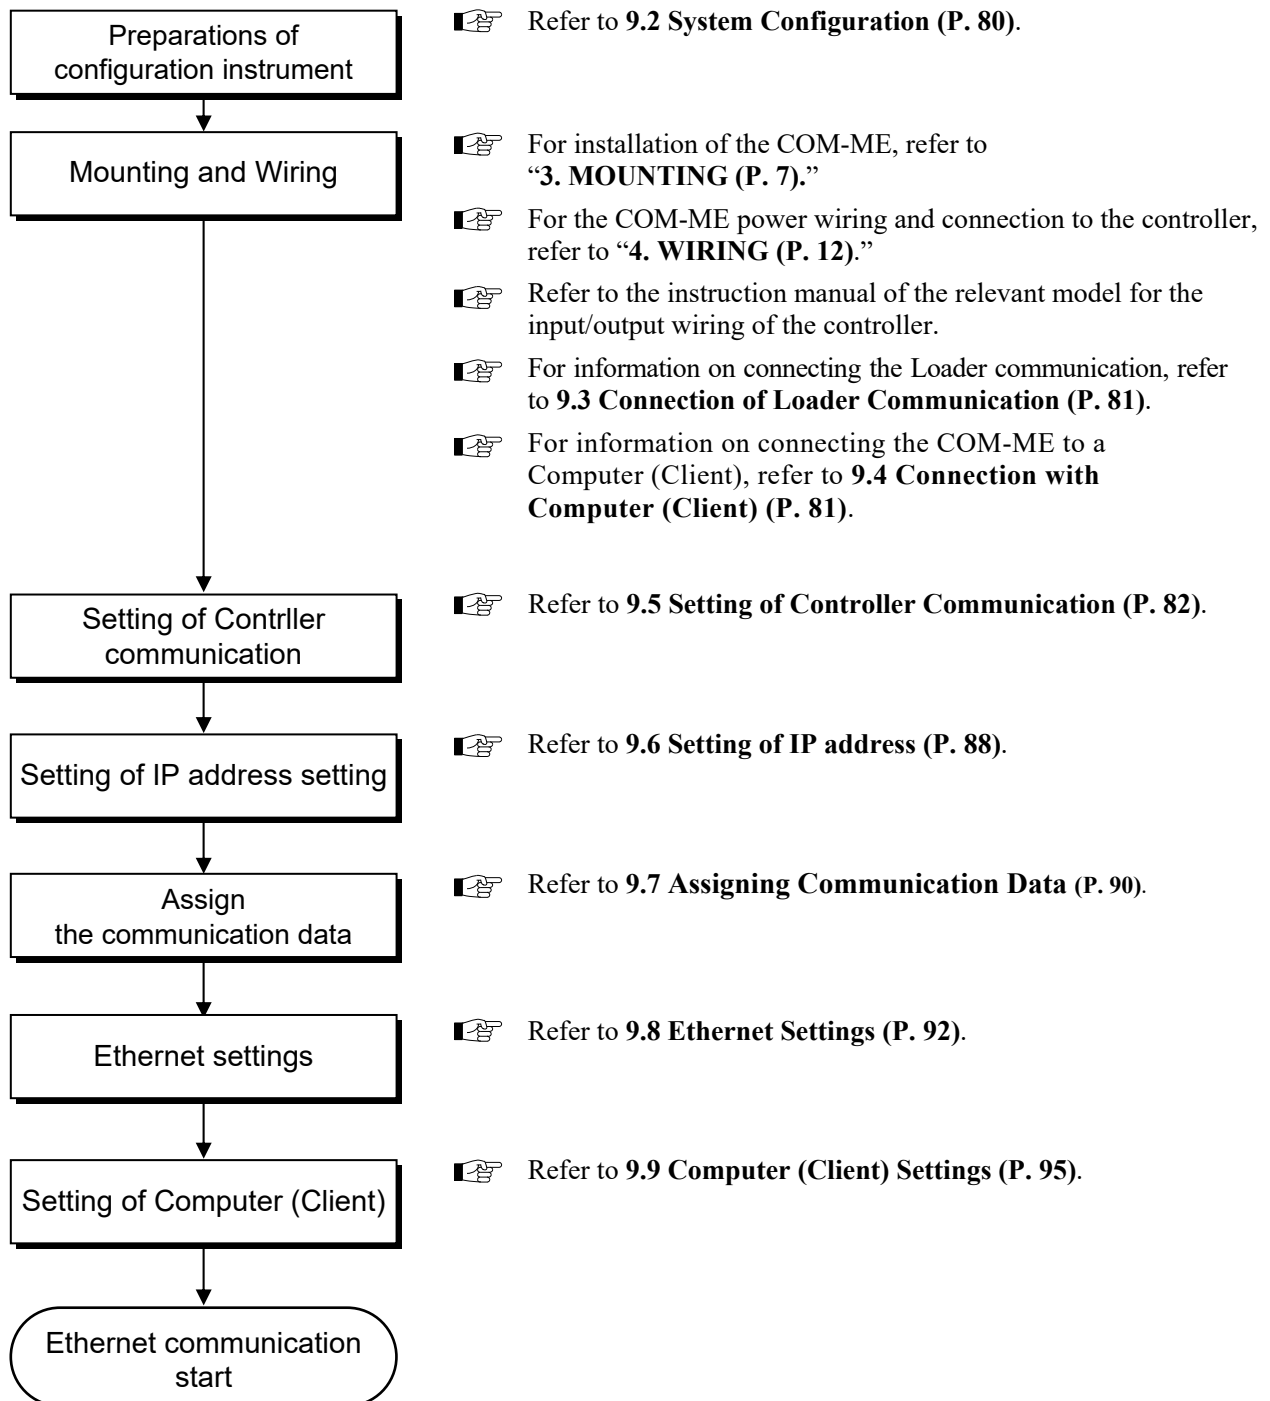 Preparations of
configuration instrument
Refer to 9.2 System Configuration (P. 80).
Mounting and Wiring
For installation of the COM-ME, refer to
“3. MOUNTING (P. 7).”
For the COM-ME power wiring and connection to the controller,
refer to “4. WIRING (P. 12).”
Refer to the instruction manual of the relevant model for the
input/output wiring of the controller.
For information on connecting the Loader communication, refer
to 9.3 Connection of Loader Communication (P. 81).
For information on connecting the COM-ME to a
Computer (Client), refer to 9.4 Connection with
Computer (Client) (P. 81).
Setting of Contrller
communication
Refer to 9.5 Setting of Controller Communication (P. 82).
Setting of IP address setting
Refer to 9.6 Setting of IP address (P. 88).
Assign
the communication data
Refer to 9.7 Assigning Communication Data (P. 90).
Ethernet settings
Refer to 9.8 Ethernet Settings (P. 92).
Setting of Computer (Client)
Refer to 9.9 Computer (Client) Settings (P. 95).
Ethernet communication
start